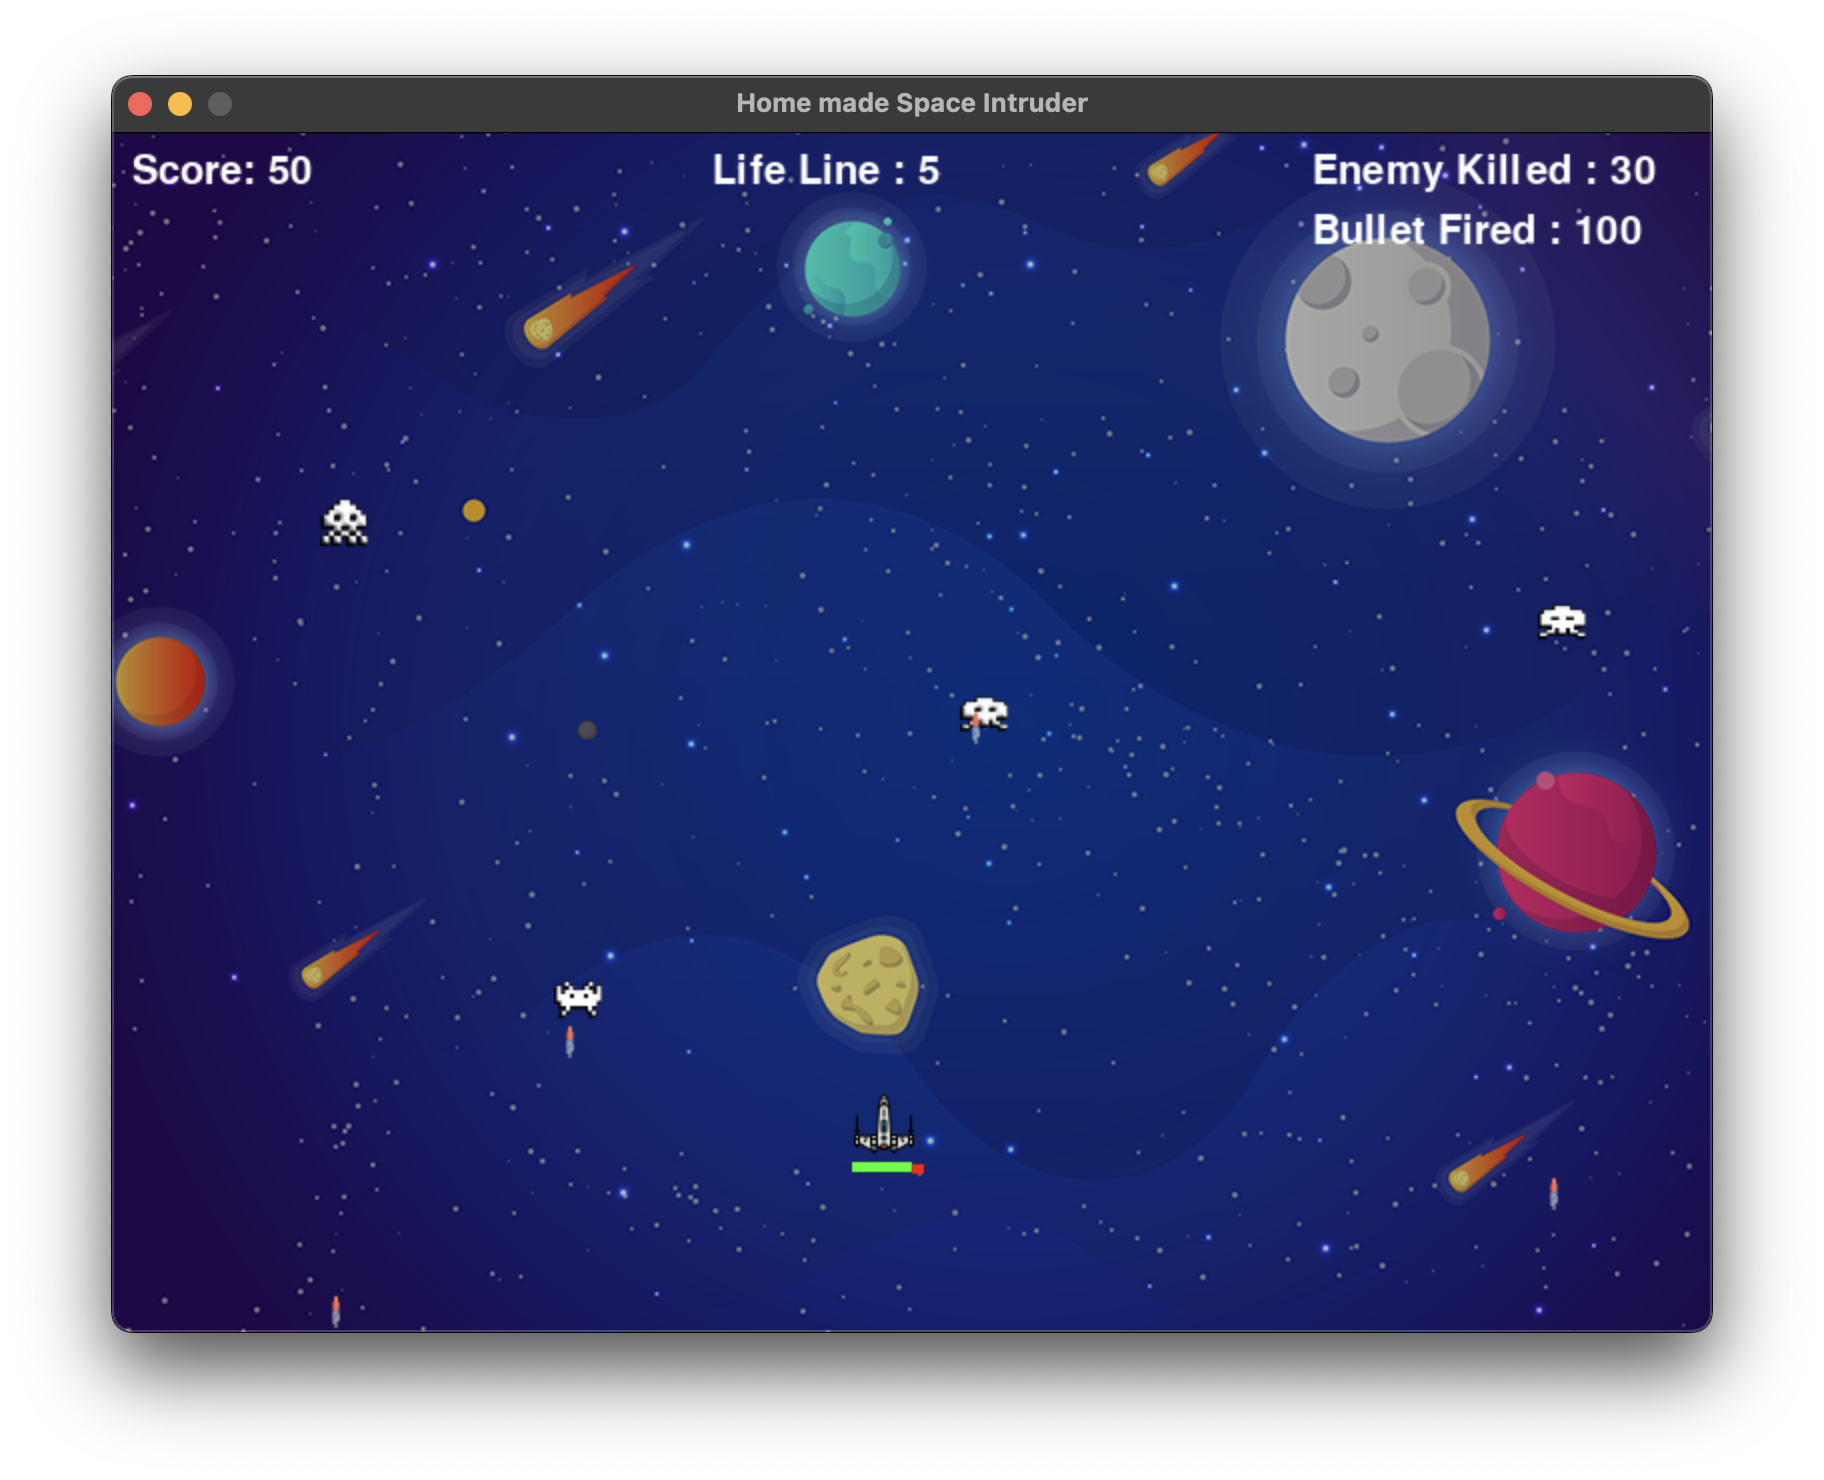 Home made Space Intruder
Score: 50
Life Line : 5
Enemy Killed : 30
Bullet Fired : 100